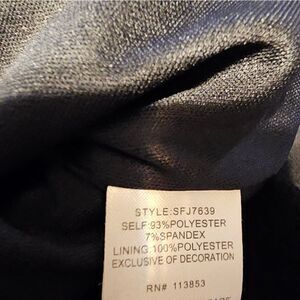 STYLE:SFJ7639
SELF:93%POLYESTER
7%SPANDEX
LINING:100%POLYESTER
EXCLUSIVE OF DECORATION
RN# 113853